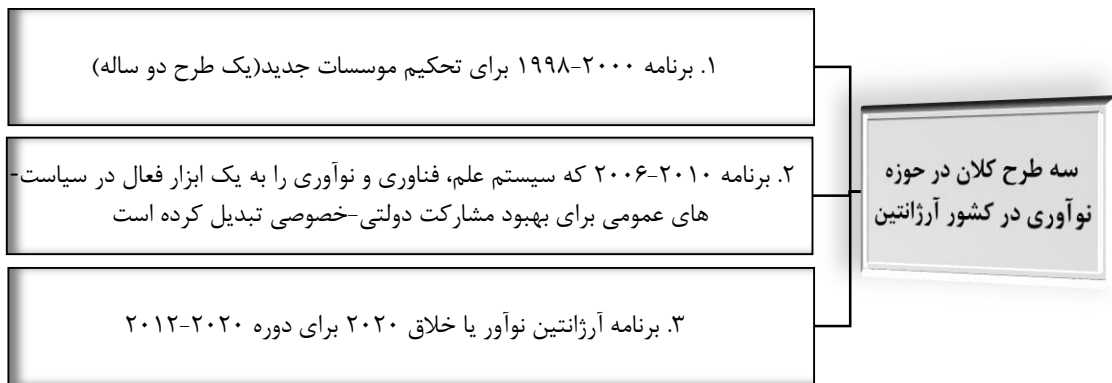 سه طرح کلان در حوزه
نوآوری در کشور آرژانتین
۱. برنامه ۲۰۰۰-۱۹۹۸ برای تحکیم موسسات جدید(یک طرح دو ساله)
۲. برنامه ۲۰۱۰-۲۰۰۶ که سیستم علم، فناوری و نوآوری را به یک ابزار فعال در سیاست-
های عمومی برای بهبود مشارکت دولتی-خصوصی تبدیل کرده است
۳. برنامه آرژانتین نوآور یا خلاق ۲۰۲۰ برای دوره ۲۰۲۰-۲۰۱۲